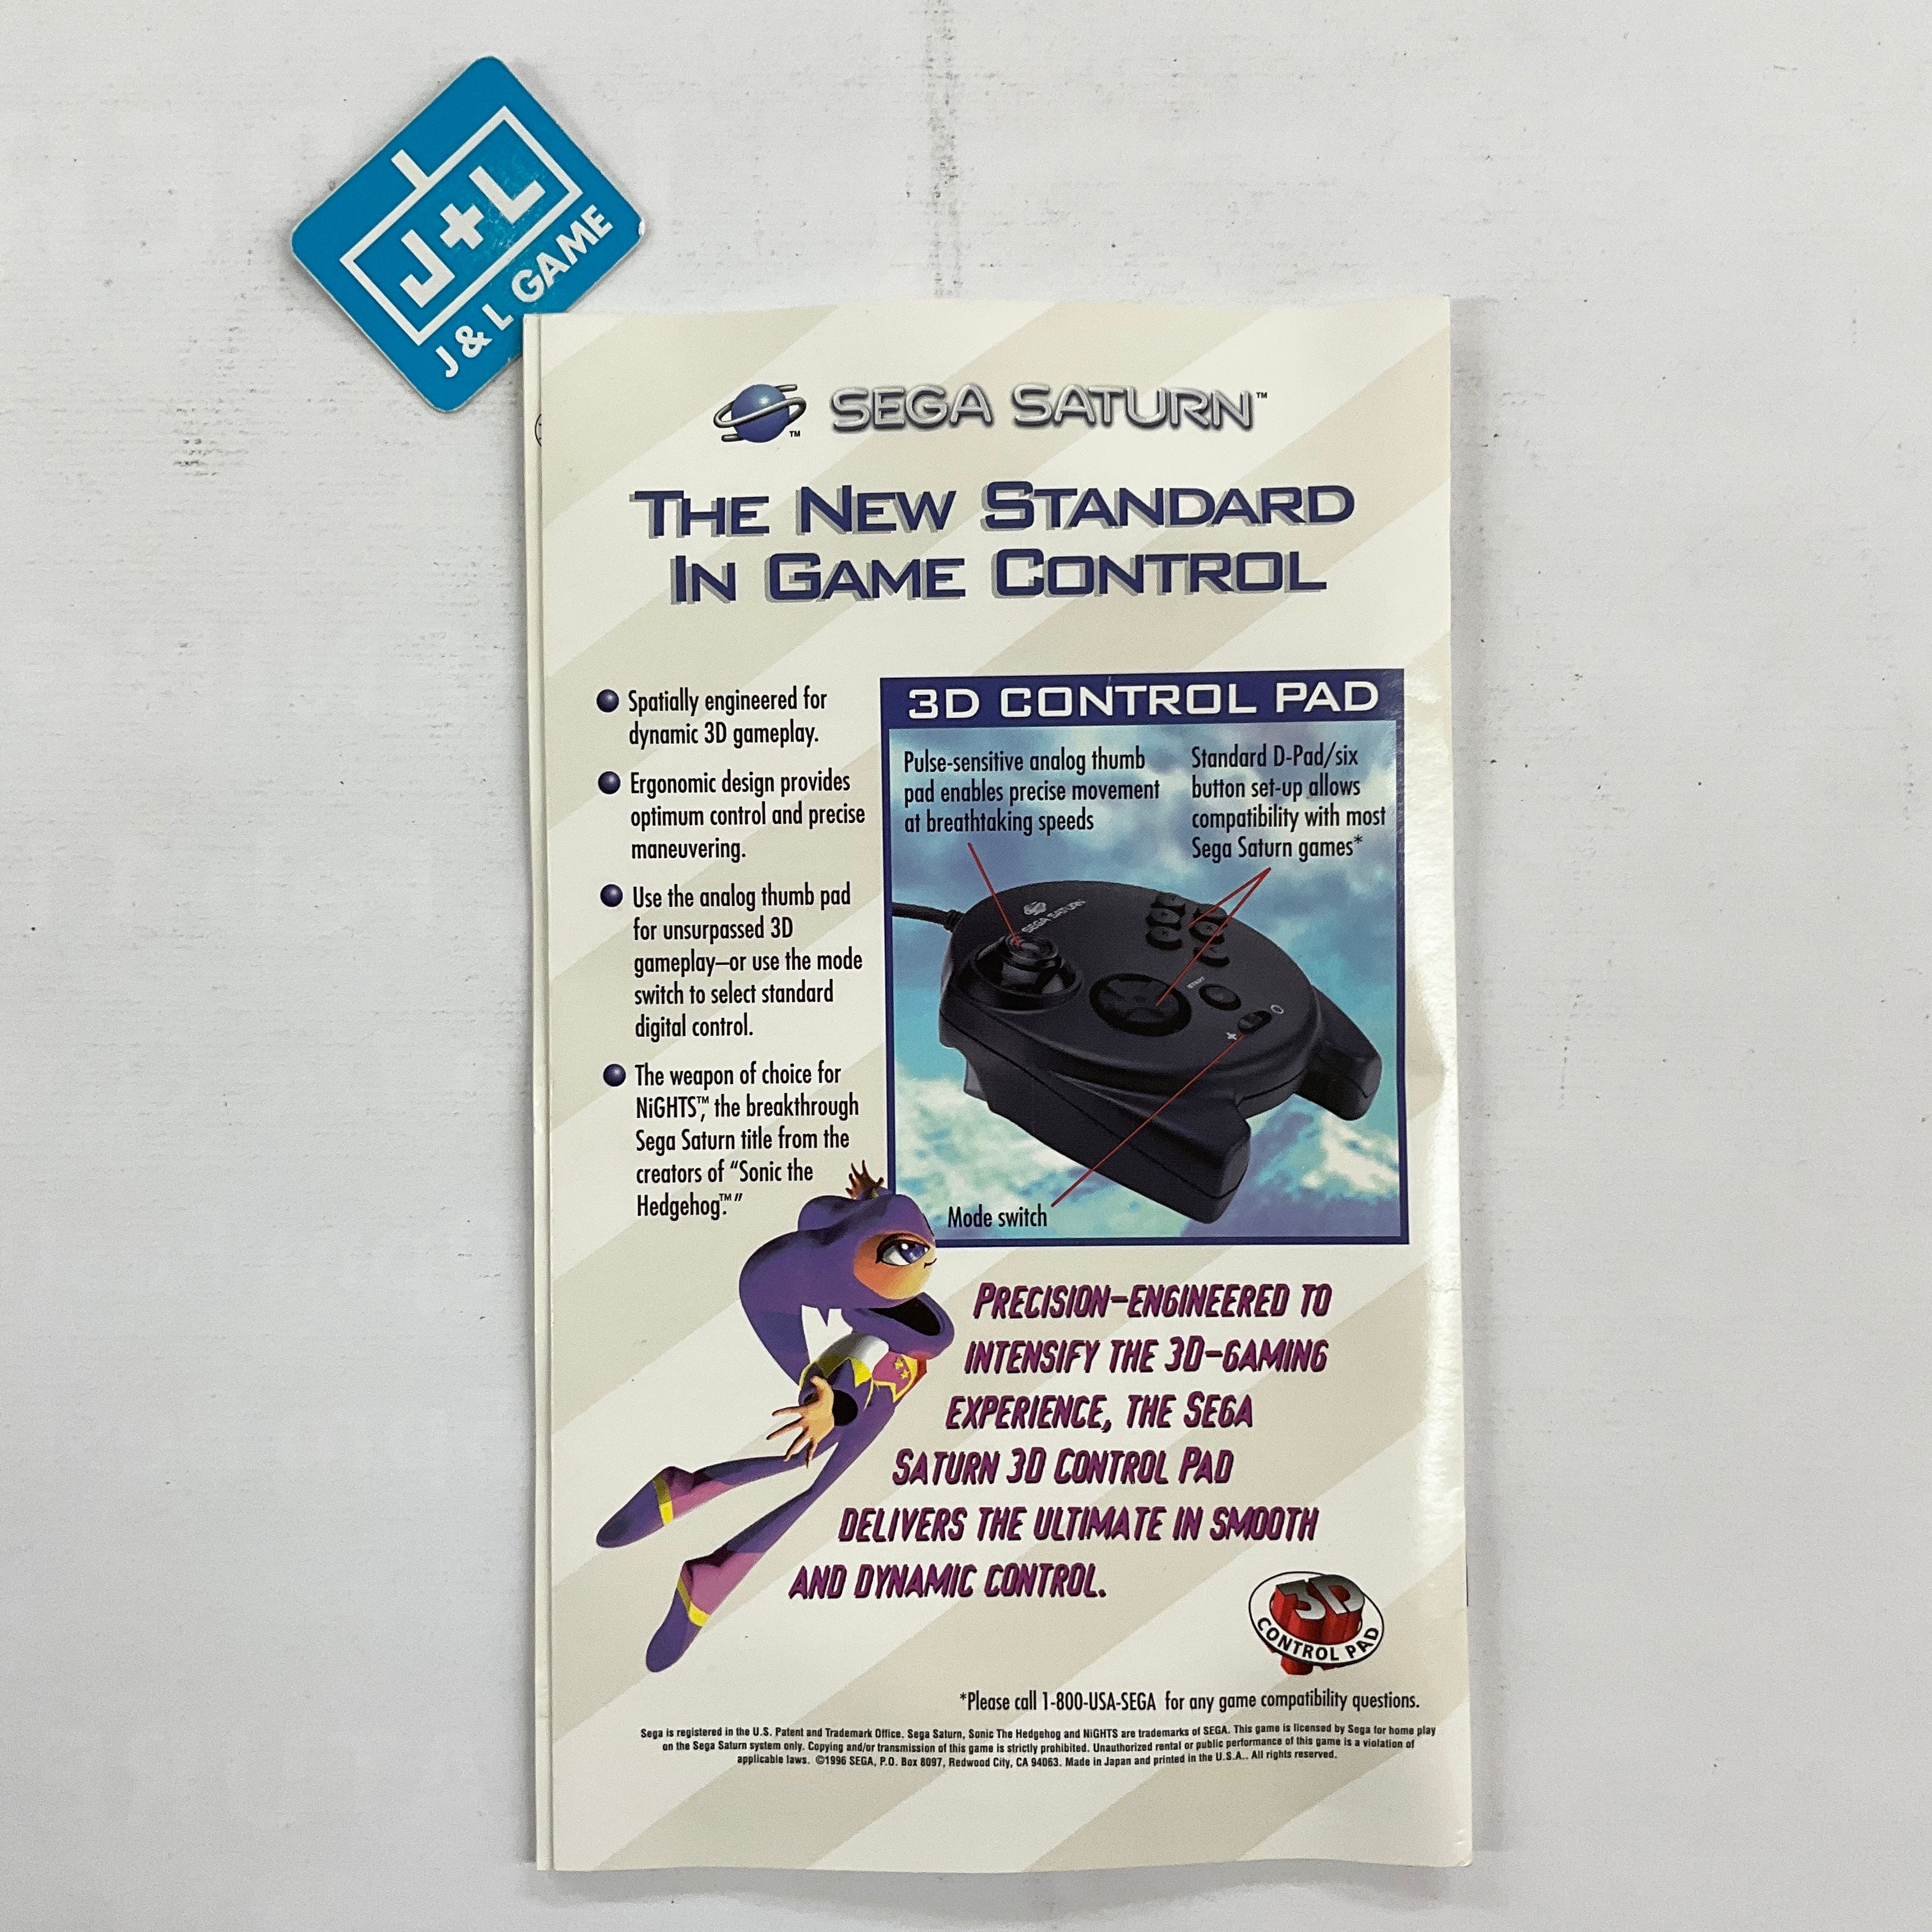 J+L
J & L GAME
SEGA SATURN™
TM
THE NEW STANDARD
IN GAME CONTROL
Spatially engineered for
dynamic 3D gameplay.
Ergonomic design provides
optimum control and precise
maneuvering.
Use the analog thumb pad
for unsurpassed 3D
gameplay–or use the mode
switch to select standard
digital control.
The weapon of choice for
NiGHTS™, the breakthrough
Sega Saturn title from the
creators of “Sonic the
Hedgehog™.”
3D CONTROL PAD
Pulse-sensitive analog thumb
pad enables precise movement
at breathtaking speeds
Standard D-Pad/six
button set-up allows
compatibility with most
Sega Saturn games*
SEGA SATURN
START
Mode switch
PRECISION-ENGINEERED TO
INTENSIFY THE 3D-GAMING
EXPERIENCE, THE SEGA
SATURN 3D CONTROL PAD
DELIVERS THE ULTIMATE IN SMOOTH
AND DYNAMIC CONTROL.
3D
CONTROL PAD
*Please call 1-800-USA-SEGA for any game compatibility questions.
Sega is registered in the U.S. Patent and Trademark Office. Sega Saturn, Sonic The Hedgehog and NiGHTS are trademarks of SEGA. This game is licensed by Sega for home play
on the Sega Saturn system only. Copying and/or transmission of this game is strictly prohibited. Unauthorized rental or public performance of this game is a violation of
applicable laws. ©1996 SEGA, P.O. Box 8097, Redwood City, CA 94063. Made in Japan and printed in the U.S.A.. All rights reserved.